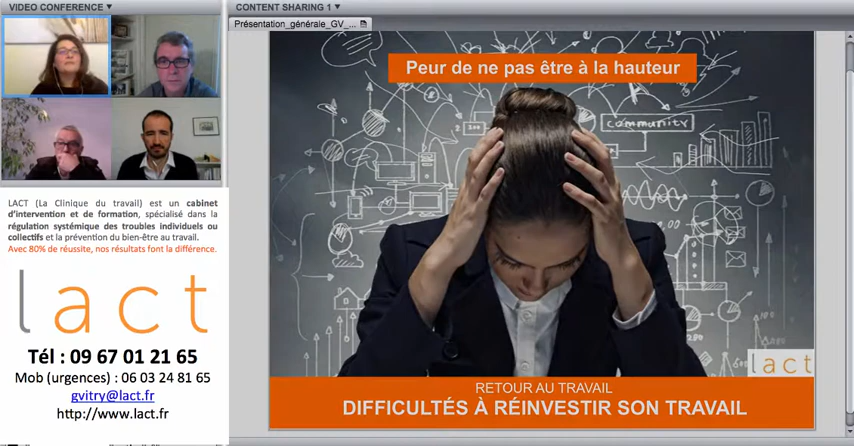 VIDEO CONFERENCE
CONTENT SHARING 1
Présentation_générale_GV_...
Peur de ne pas être à la hauteur
community
LACT (La Clinique du travail) est un cabinet
d'intervention et de formation, spécialisé dans la
régulation systémique des troubles individuels ou
collectifs et la prévention du bien-être au travail.
Avec 80% de réussite, nos résultats font la différence.
lact
Tél : 09 67 01 21 65
Mob (urgences) : 06 03 24 81 65
gvitry@lact.fr
http://www.lact.fr
lact
RETOUR AU TRAVAIL
DIFFICULTÉS À RÉINVESTIR SON TRAVAIL